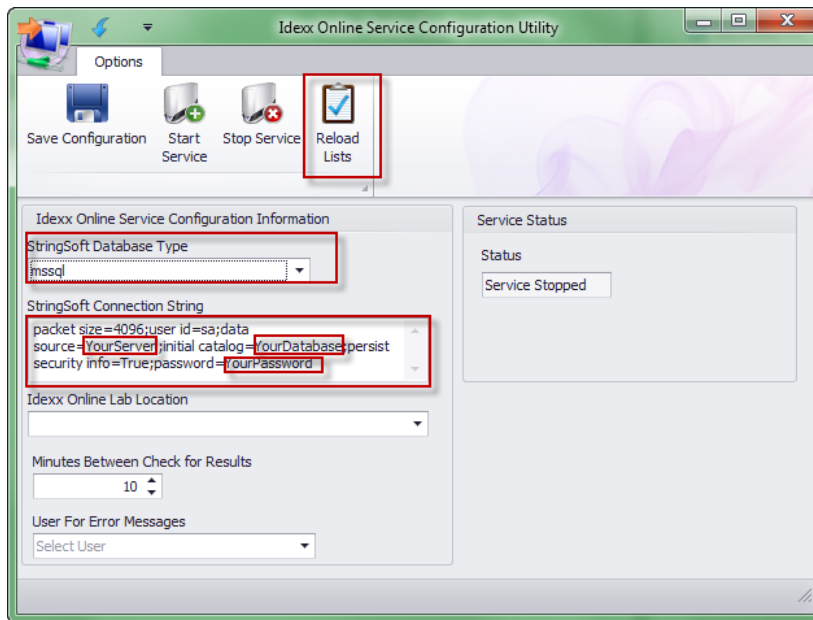 Idexx Online Service Configuration Utility
Options
Save Configuration
Start
Service
Stop Service
Reload
Lists
Idexx Online Service Configuration Information
StringSoft Database Type
mssql
StringSoft Connection String
packet size=4096;user id=sa;data
source=YourServer;initial catalog=YourDatabase;persist
security info=True;password=YourPassword
Idexx Online Lab Location
Minutes Between Check for Results
10
User For Error Messages
Select User
Service Status
Status
Service Stopped